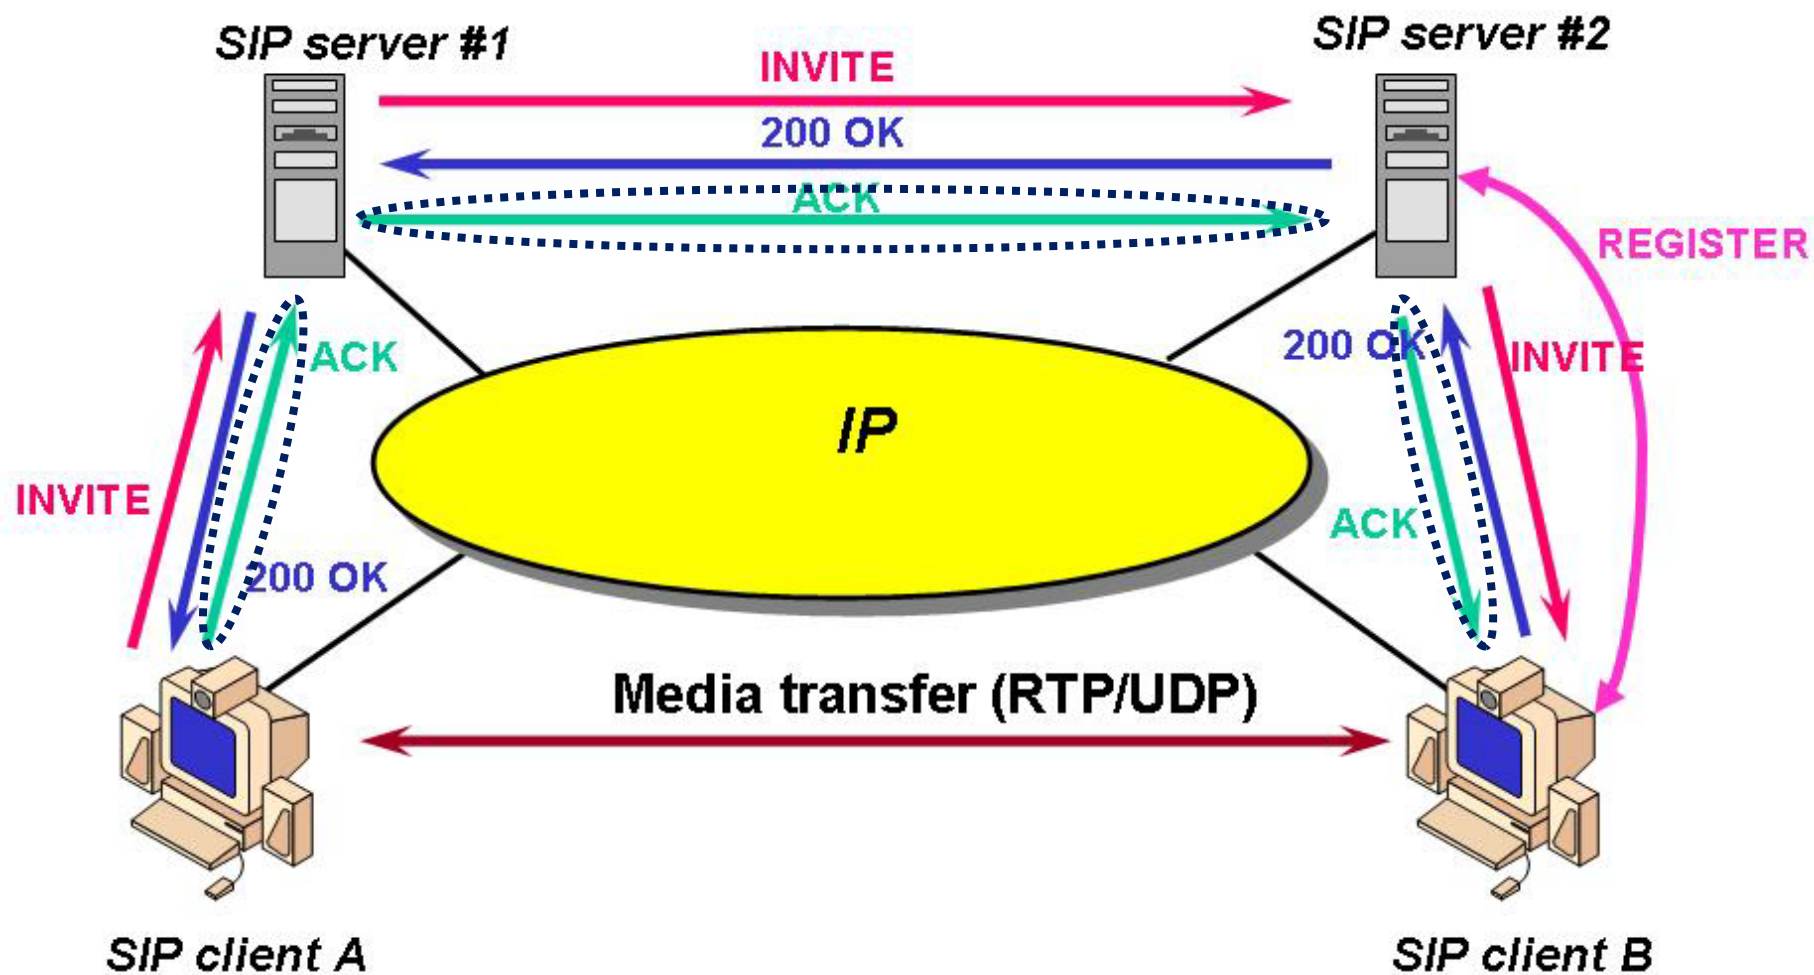 SIP server #1
SIP server #2
INVITE
200 OK
ACK
REGISTER
ACK
200 OK
INVITE
IP
INVITE
ACK
200 OK
Media transfer (RTP/UDP)
SIP client A
SIP client B